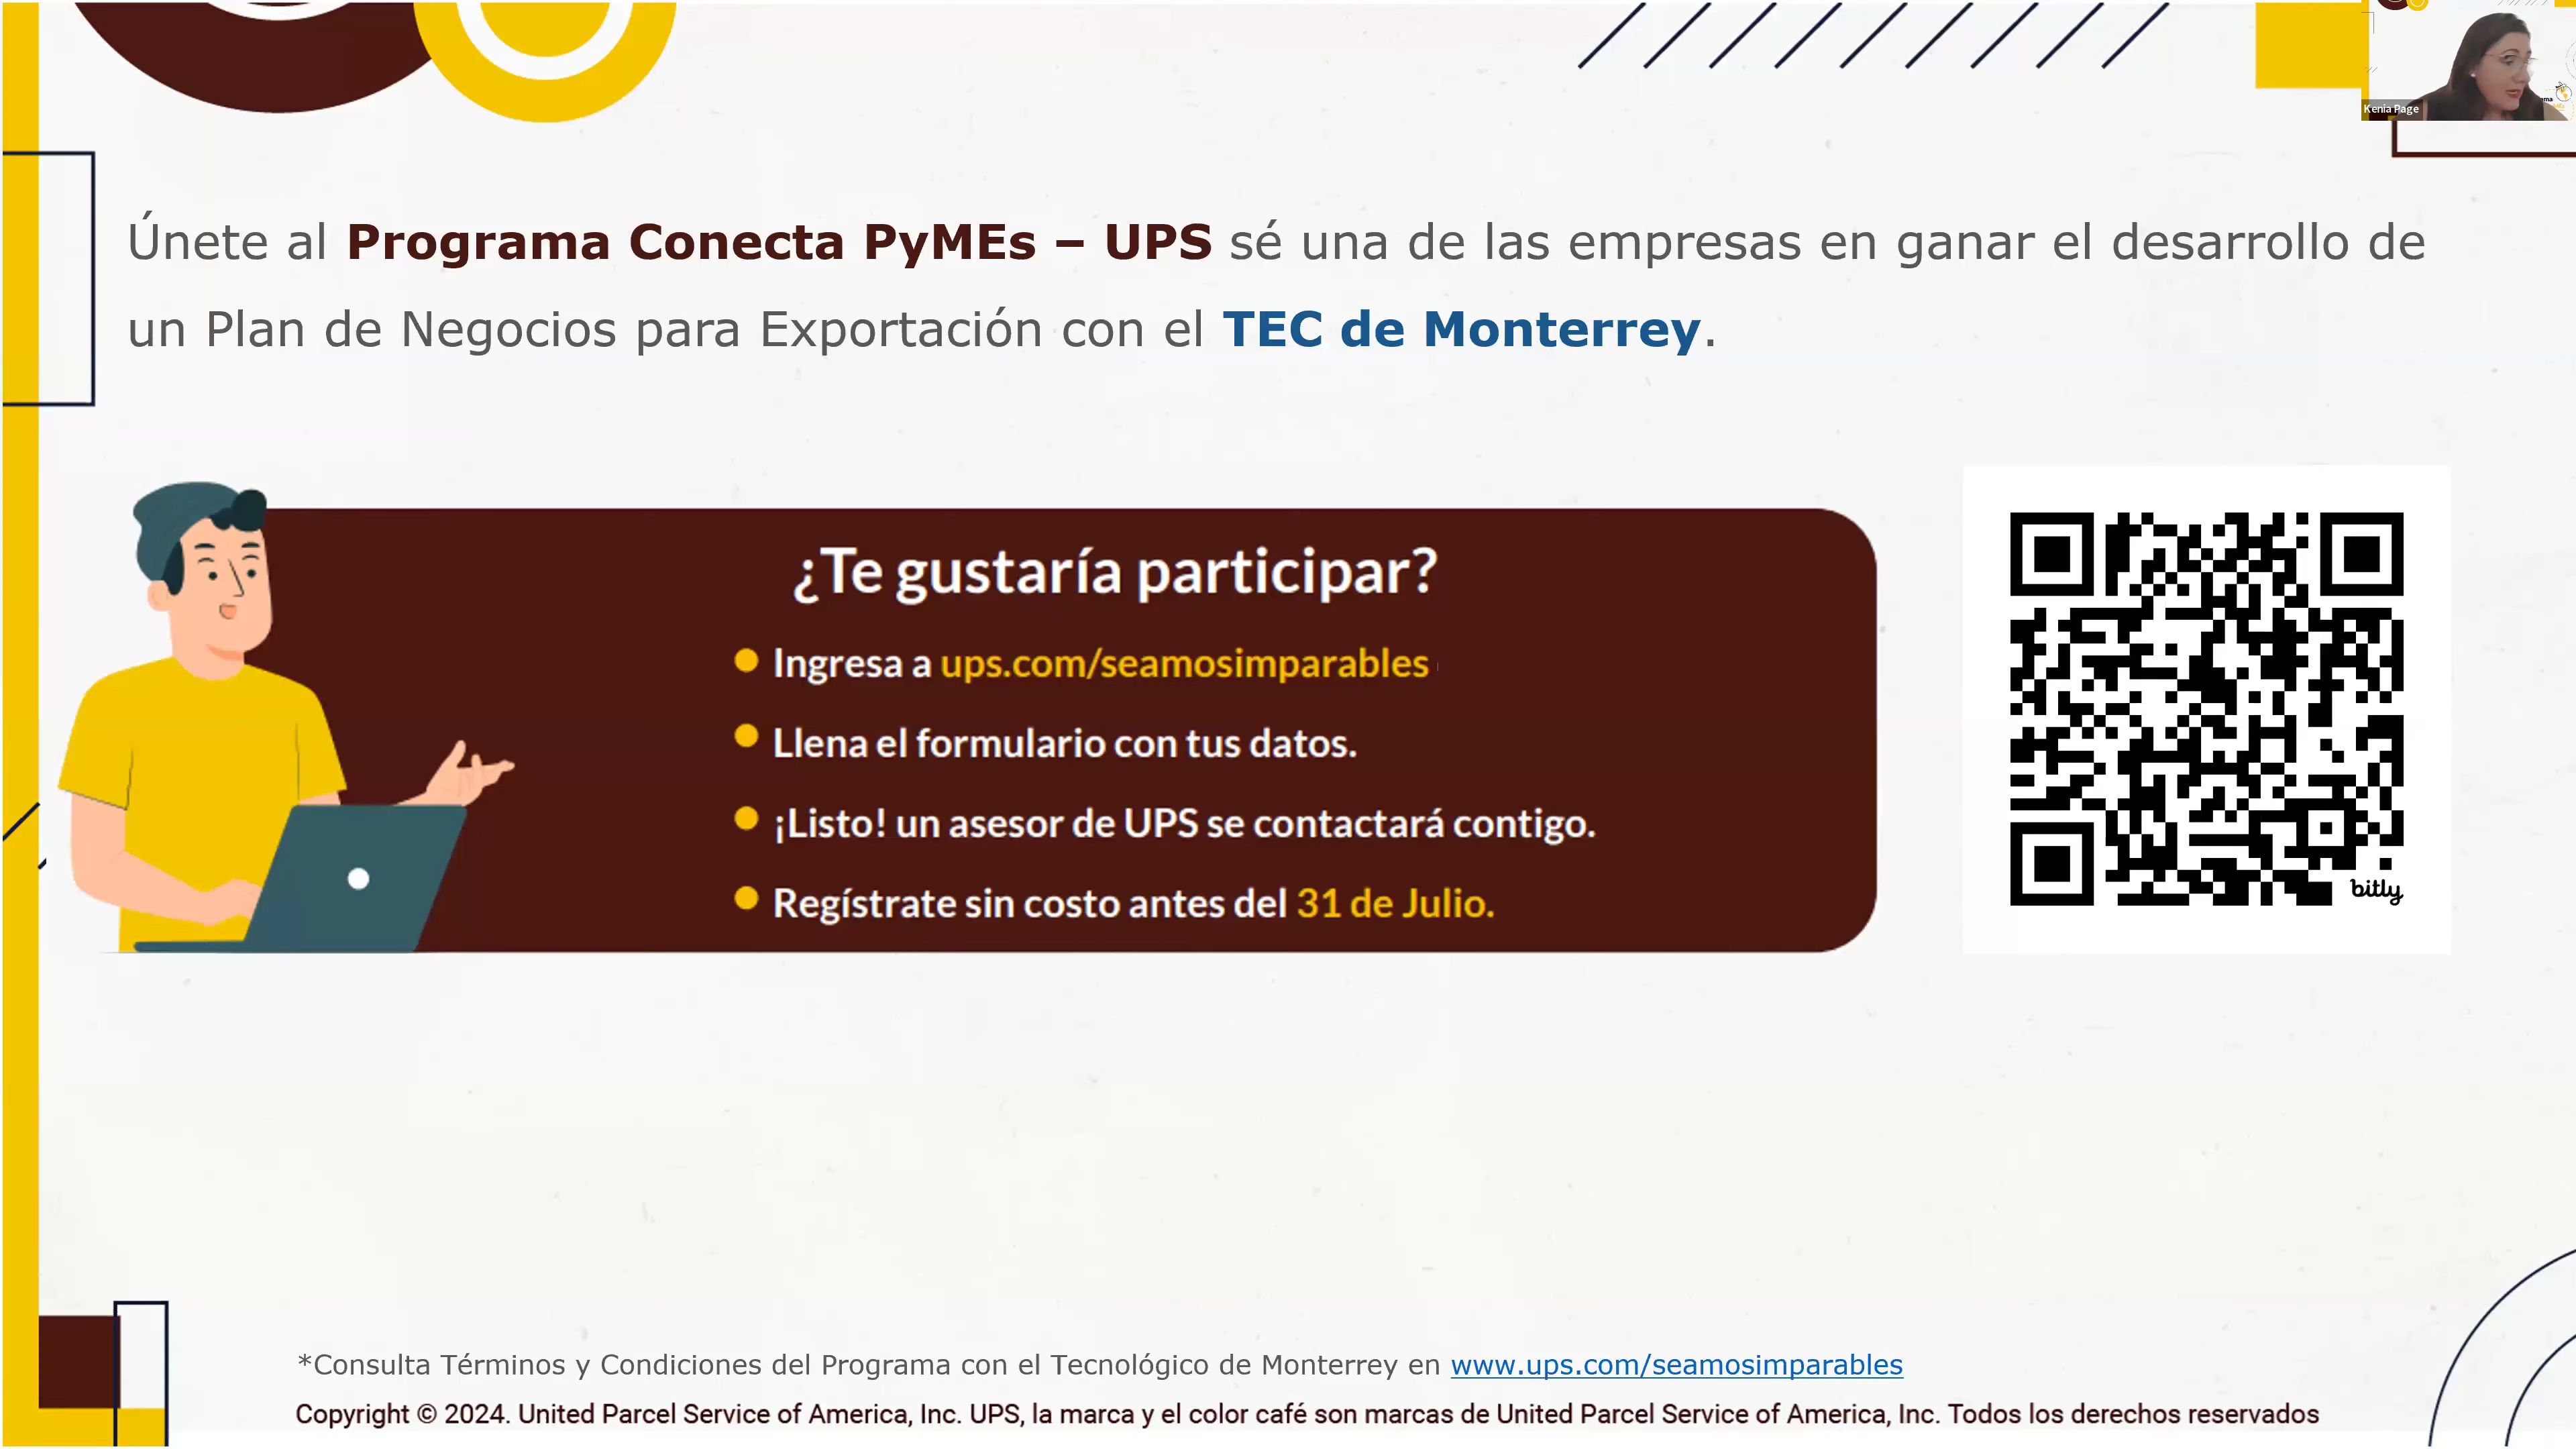 Kenia Page
Únete al Programa Conecta PyMEs – UPS sé una de las empresas en ganar el desarrollo de
un Plan de Negocios para Exportación con el TEC de Monterrey.
¿Te gustaría participar?
Ingresa a ups.com/seamosimparables
Llena el formulario con tus datos.
¡Listo! un asesor de UPS se contactará contigo.
Regístrate sin costo antes del 31 de Julio.
bitly
*Consulta Términos y Condiciones del Programa con el Tecnológico de Monterrey en www.ups.com/seamosimparables
Copyright © 2024. United Parcel Service of America, Inc. UPS, la marca y el color café son marcas de United Parcel Service of America, Inc. Todos los derechos reservados